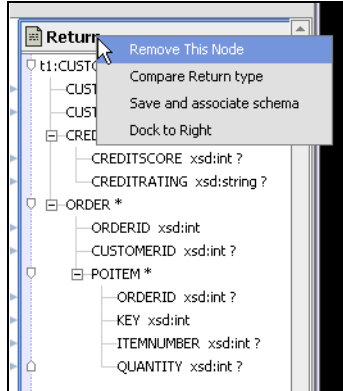 Return
Remove This Node
t1:CUSTO
Compare Return type
CUST
Save and associate schema
CUST
Dock to Right
CRED
CREDITSCORE xsd:int ?
CREDITRATING xsd:string ?
ORDER *
ORDERID xsd:int
CUSTOMERID xsd:int ?
POITEM *
ORDERID xsd:int ?
KEY xsd:int
ITEMNUMBER xsd:int ?
QUANTITY xsd:int ?